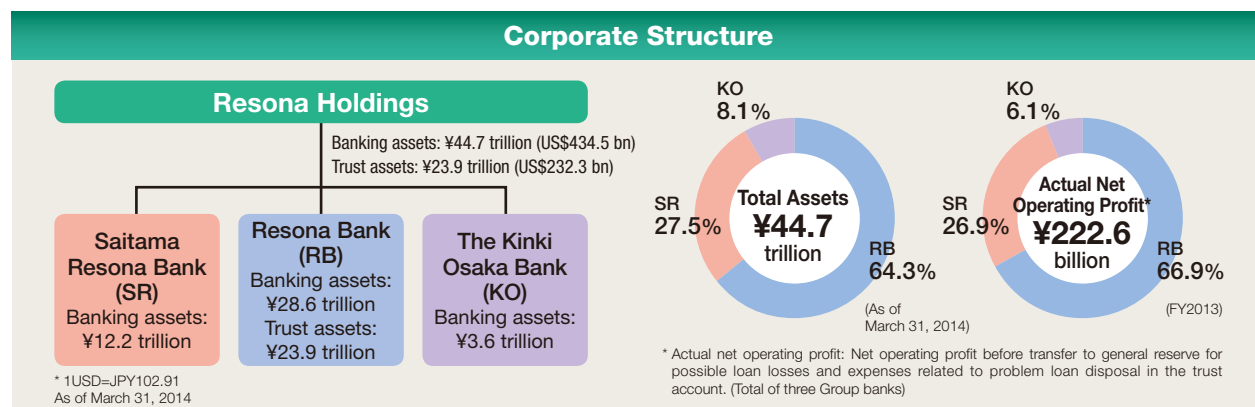 Corporate Structure
Resona Holdings
Banking assets: ¥44.7 trillion (US$434.5 bn)
Trust assets: ¥23.9 trillion (US$232.3 bn)
Saitama
Resona Bank
(SR)
Banking assets:
¥12.2 trillion
Resona Bank
(RB)
Banking assets:
¥28.6 trillion
Trust assets:
¥23.9 trillion
The Kinki
Osaka Bank
(KO)
Banking assets:
¥3.6 trillion
* 1USD=JPY102.91
As of March 31, 2014
KO
8.1%
SR
27.5%
Total Assets
¥44.7
trillion
RB
64.3%
(As of
March 31, 2014)
KO
6.1%
SR
26.9%
Actual Net
Operating Profit*
¥222.6
billion
RB
66.9%
(FY2013)
* Actual net operating profit: Net operating profit before transfer to general reserve for
possible loan losses and expenses related to problem loan disposal in the trust
account. (Total of three Group banks)